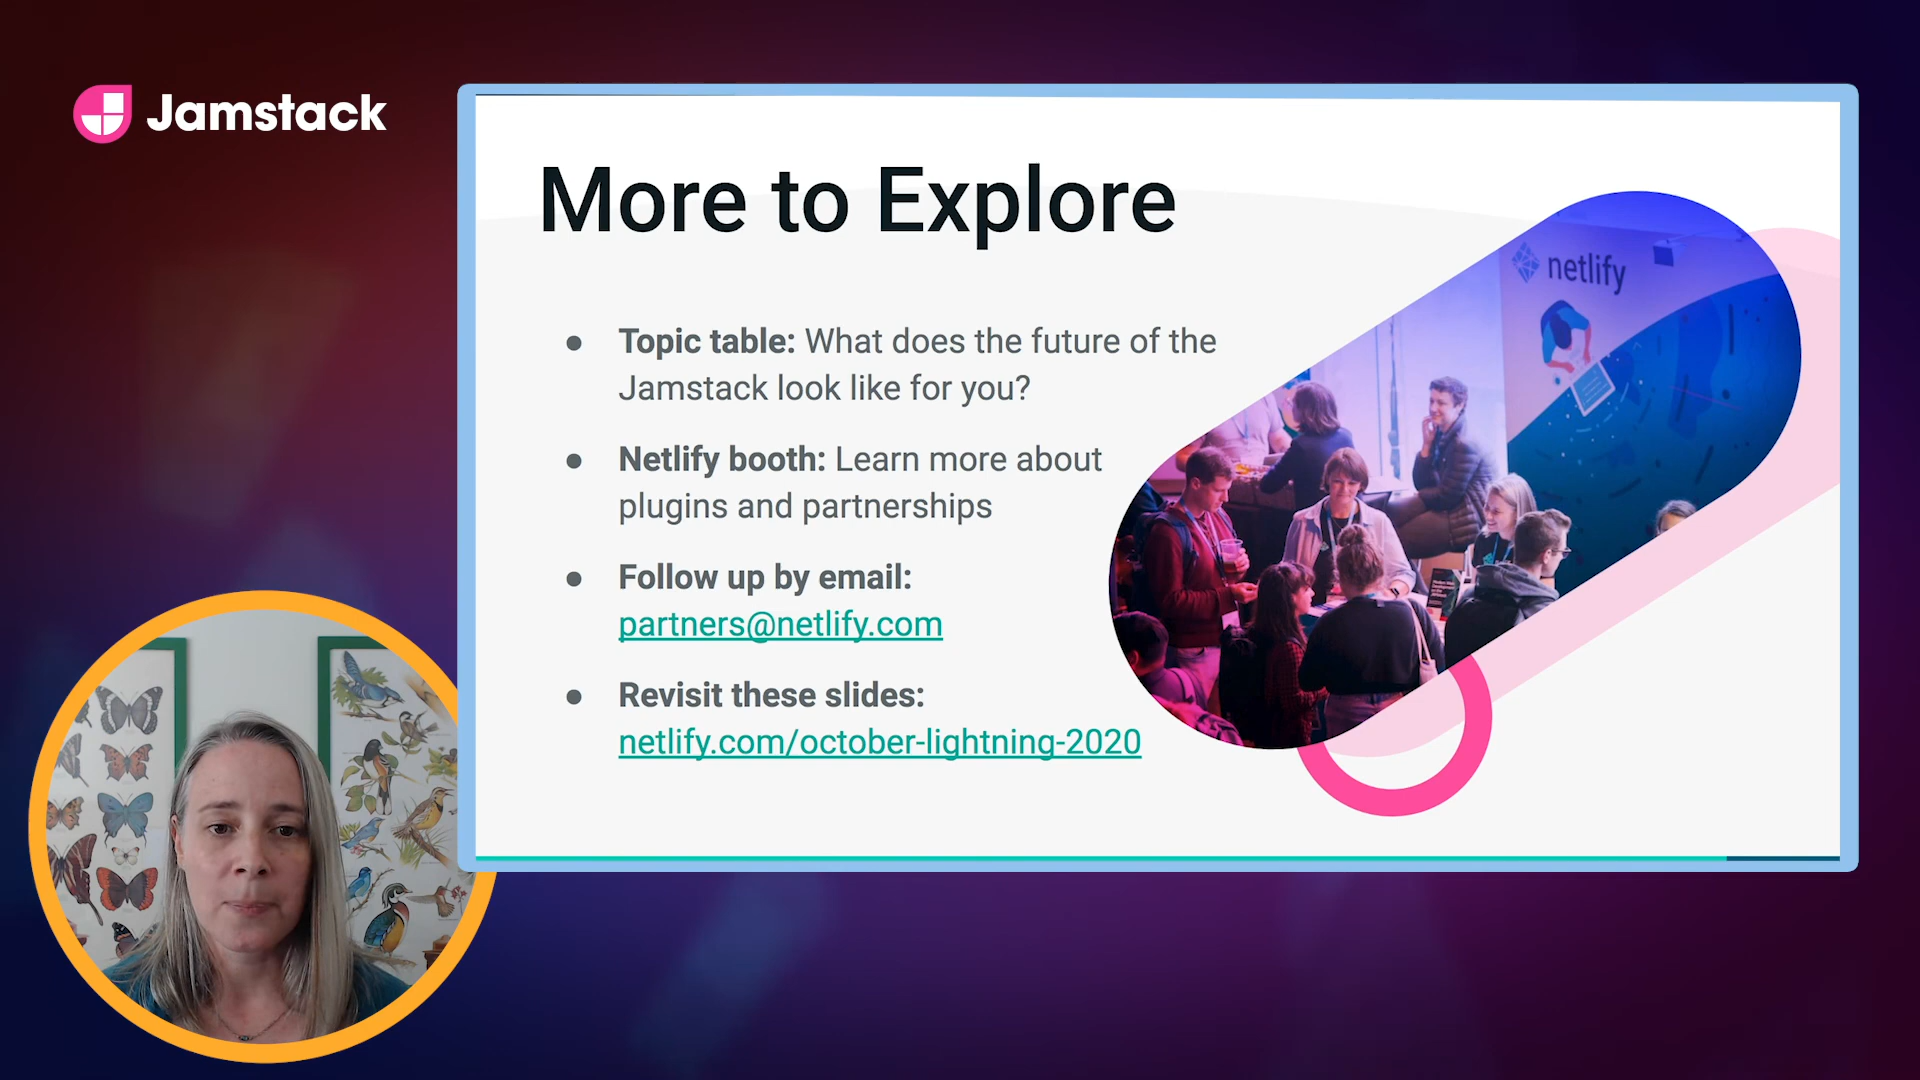 Jamstack
More to Explore
● Topic table: What does the future of the
Jamstack look like for you?
● Netlify booth: Learn more about
plugins and partnerships
● Follow up by email:
partners@netlify.com
● Revisit these slides:
netlify.com/october-lightning-2020
netlify